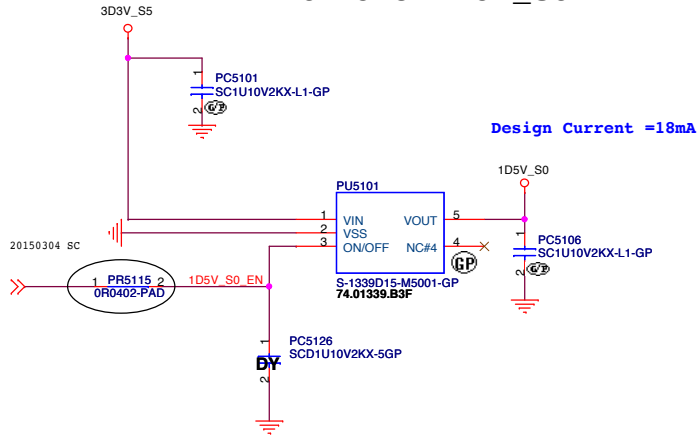 3D3V_S5
1
PC5101
SC1U10V2KX-L1-GP
2
G/P
Design Current =18mA
1D5V_S0
PU5101
1
VIN
VOUT
5
2
VSS
3
ON/OFF
NC#4
4
GP
1
PC5106
SC1U10V2KX-L1-GP
2
G/P
S-1339D15-M5001-GP
74.01339.B3F
20150304 SC
1
PR5115
2
0R0402-PAD
1D5V_S0_EN
1
PC5126
SCD1U10V2KX-5GP
DY
2